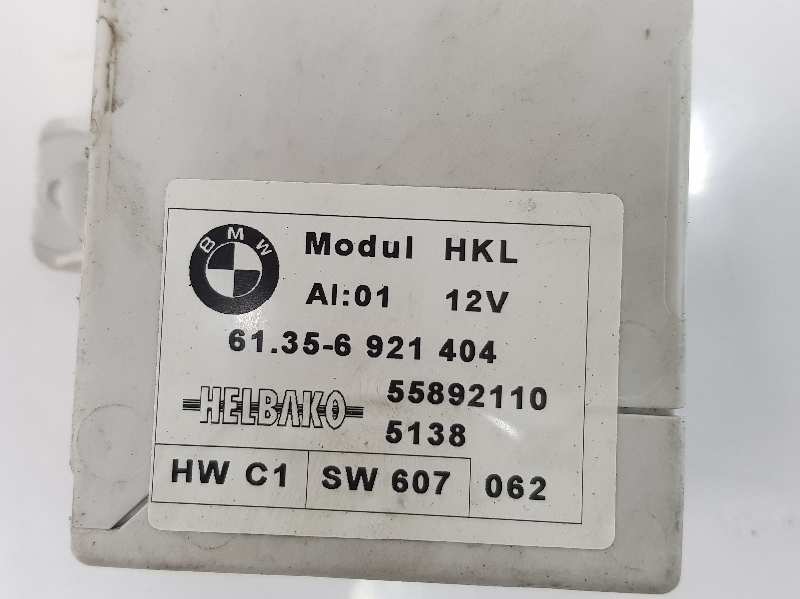 BMW Modul HKL
AI:01 12V
61.35-6 921 404
HELBAKO 55892110
5138
HW C1 SW 607 062